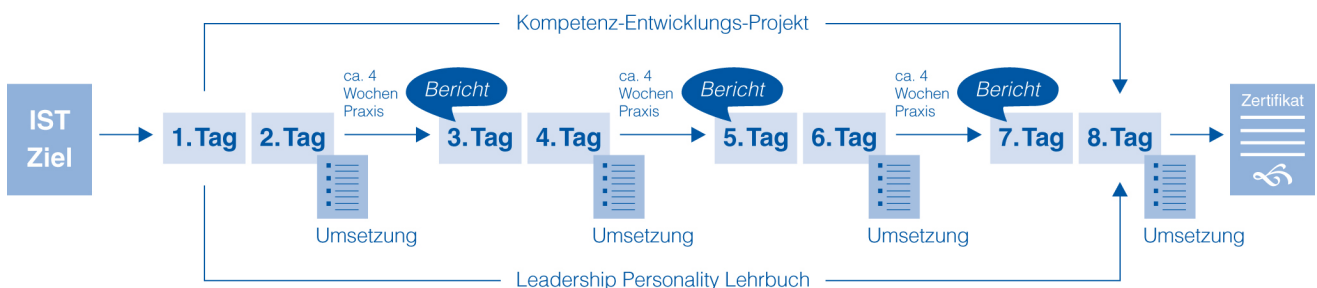 Kompetenz-Entwicklungs-Projekt
IST
Ziel
1. Tag
2. Tag
Umsetzung
ca. 4
Wochen
Praxis
Bericht
3. Tag
4. Tag
Umsetzung
ca. 4
Wochen
Praxis
Bericht
5. Tag
6. Tag
Umsetzung
ca. 4
Wochen
Praxis
Bericht
7. Tag
8. Tag
Umsetzung
Zertifikat
Leadership Personality Lehrbuch